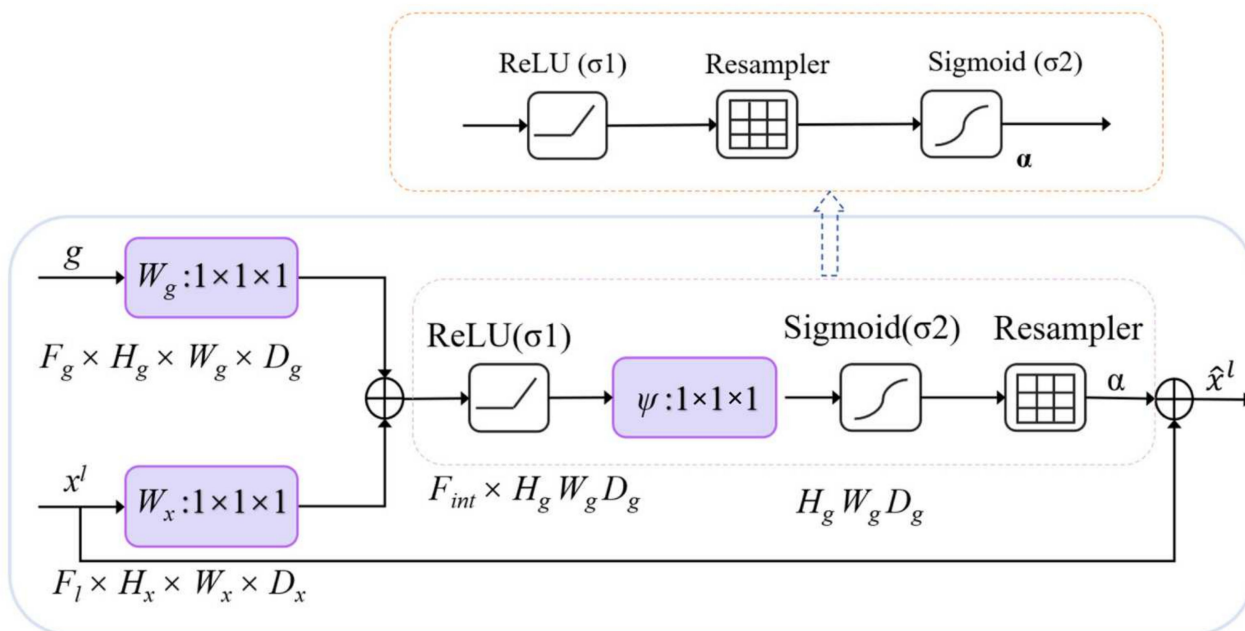 ReLU (σ1) Resampler Sigmoid (σ2)
α
g
W_g :1×1×1
F_g × H_g × W_g × D_g
ReLU(σ1) Sigmoid(σ2) Resampler
ψ :1×1×1
α
x̂^l
x^l
W_x :1×1×1
F_int × H_g W_g D_g
H_g W_g D_g
F_l × H_x × W_x × D_x